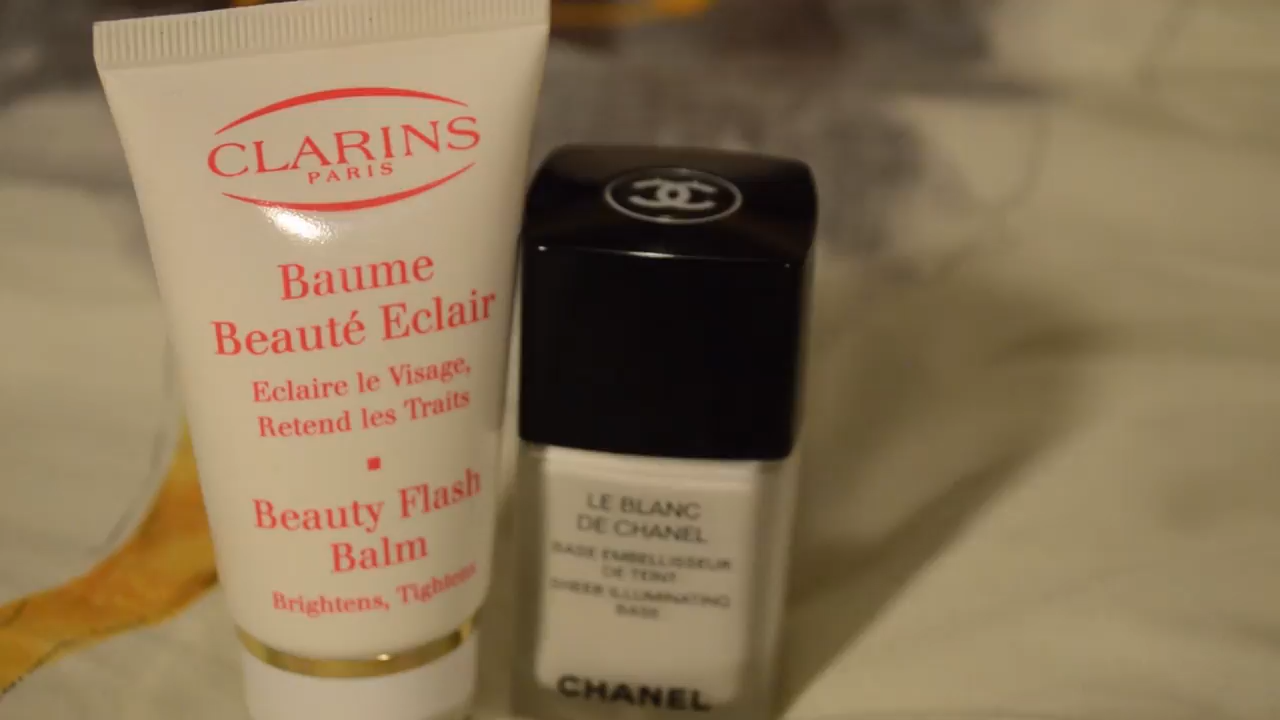 CLARINS
PARIS
Baume
Beauté Eclair
Eclaire le Visage,
Retend les Traits
Beauty Flash
Balm
Brightens, Tightens
LE BLANC
DE CHANEL
BASE EMBELLISSEUR
DE TEINT
SHEER ILLUMINATING
BASE
CHANEL